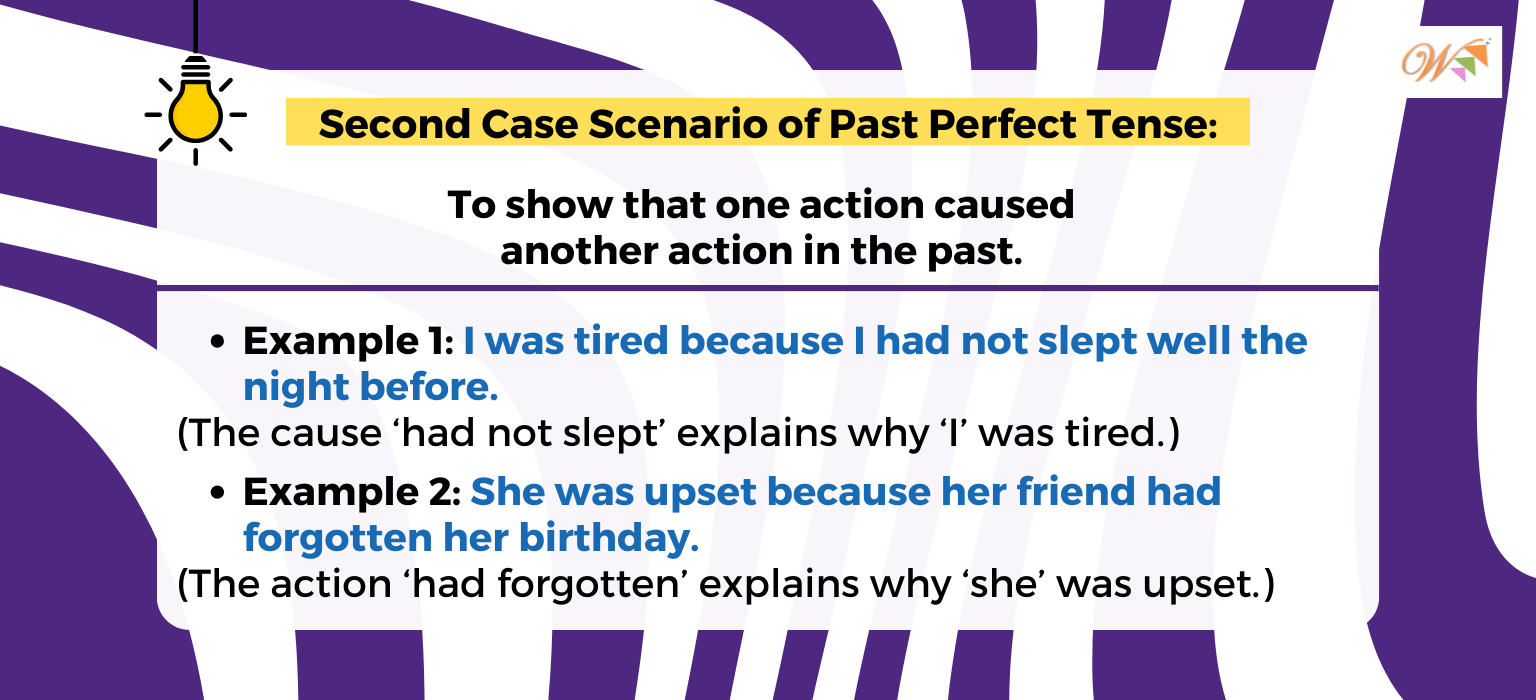 W
Second Case Scenario of Past Perfect Tense:
To show that one action caused
another action in the past.
• Example 1: I was tired because I had not slept well the
night before.
(The cause ‘had not slept’ explains why ‘I’ was tired.)
• Example 2: She was upset because her friend had
forgotten her birthday.
(The action ‘had forgotten’ explains why ‘she’ was upset.)